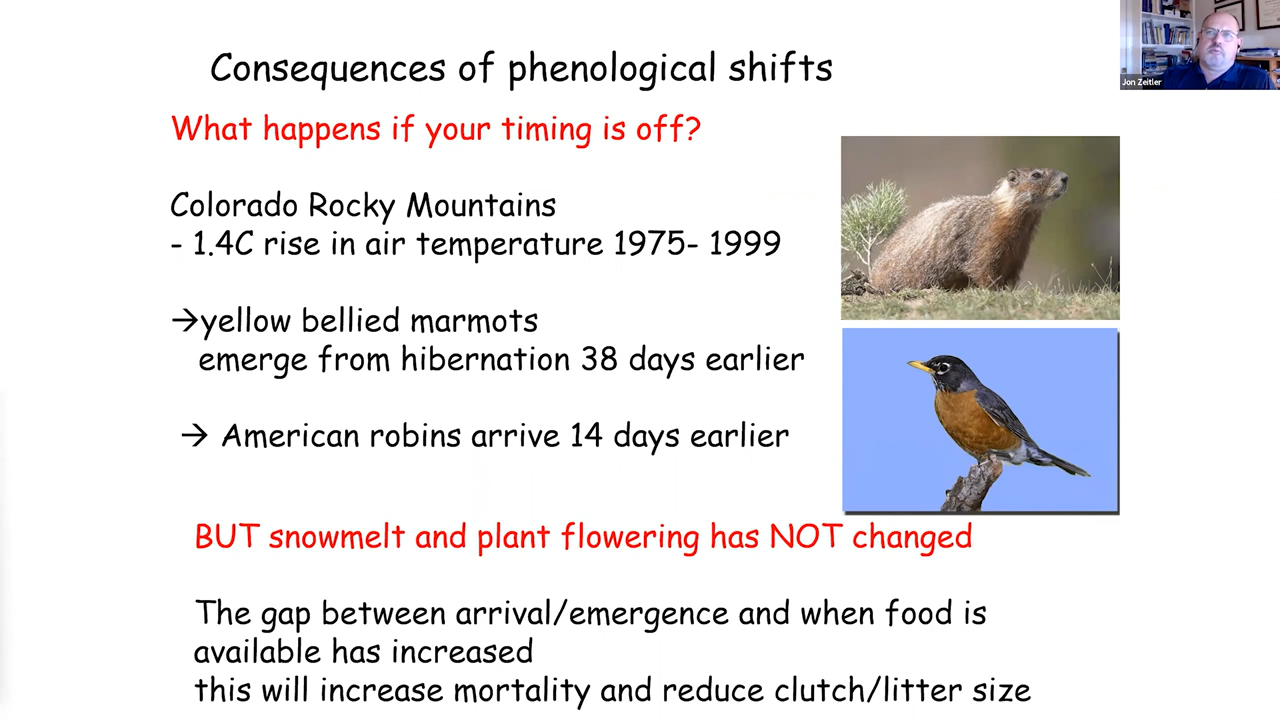 Consequences of phenological shifts
Jon Zeitler
What happens if your timing is off?
Colorado Rocky Mountains
- 1.4C rise in air temperature 1975- 1999
→yellow bellied marmots
emerge from hibernation 38 days earlier
→ American robins arrive 14 days earlier
BUT snowmelt and plant flowering has NOT changed
The gap between arrival/emergence and when food is
available has increased
this will increase mortality and reduce clutch/litter size